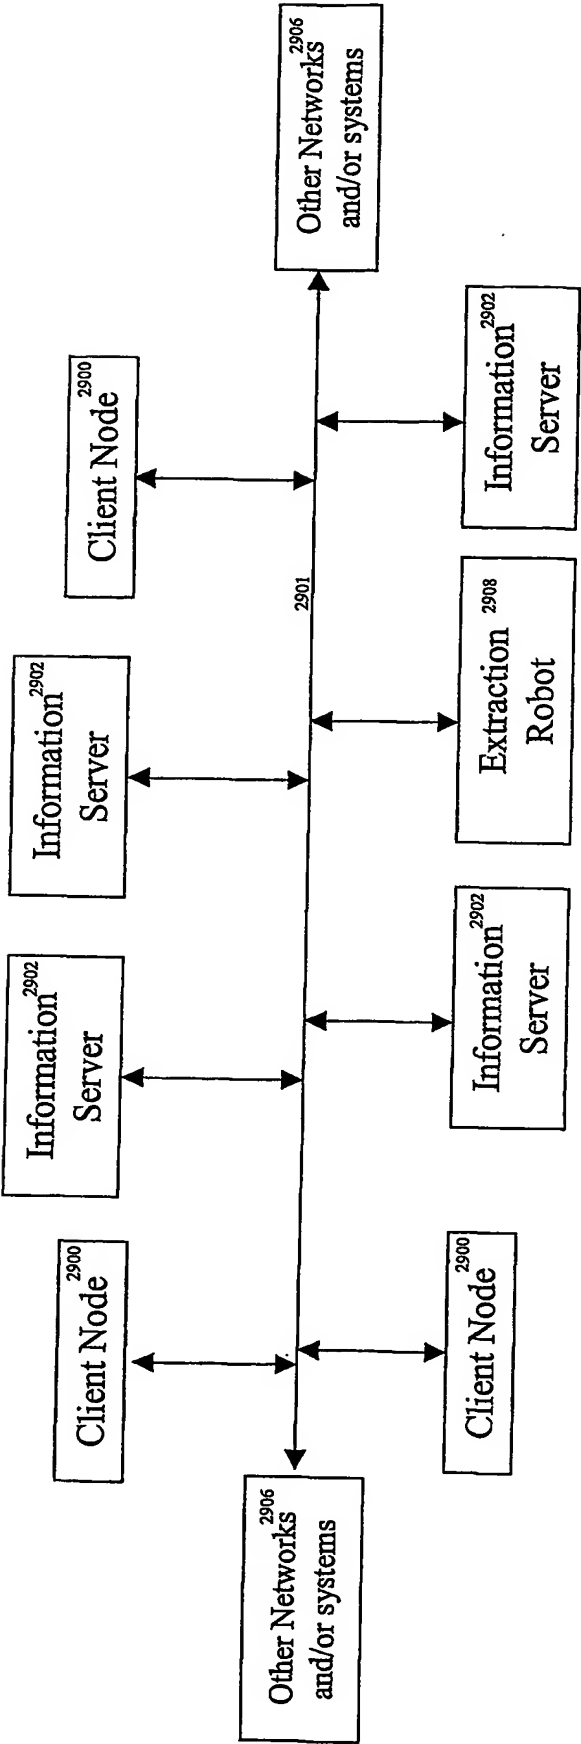 2900
Client Node
2902
Information
Server
2902
Information
Server
2900
Client Node
2906
Other Networks
and/or systems
2901
2906
Other Networks
and/or systems
2900
Client Node
2902
Information
Server
Extraction 2908
Robot
2902
Information
Server